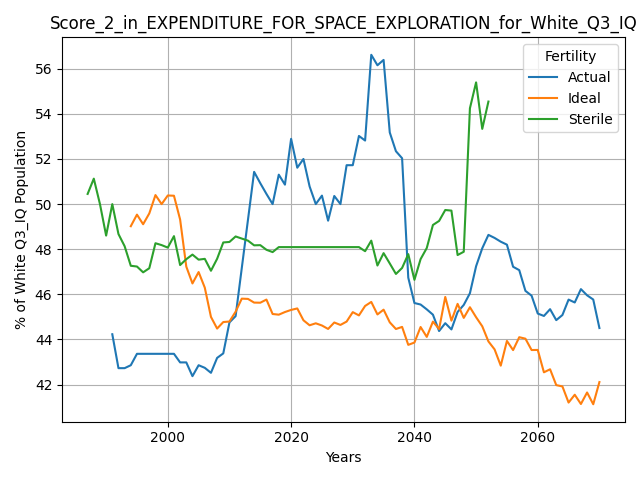 Score_2_in_EXPENDITURE_FOR_SPACE_EXPLORATION_for_White_Q3_IQ
Fertility
Actual
Ideal
Sterile
% of White Q3_IQ Population
56
54
52
50
48
46
44
42
2000
2020
2040
2060
Years